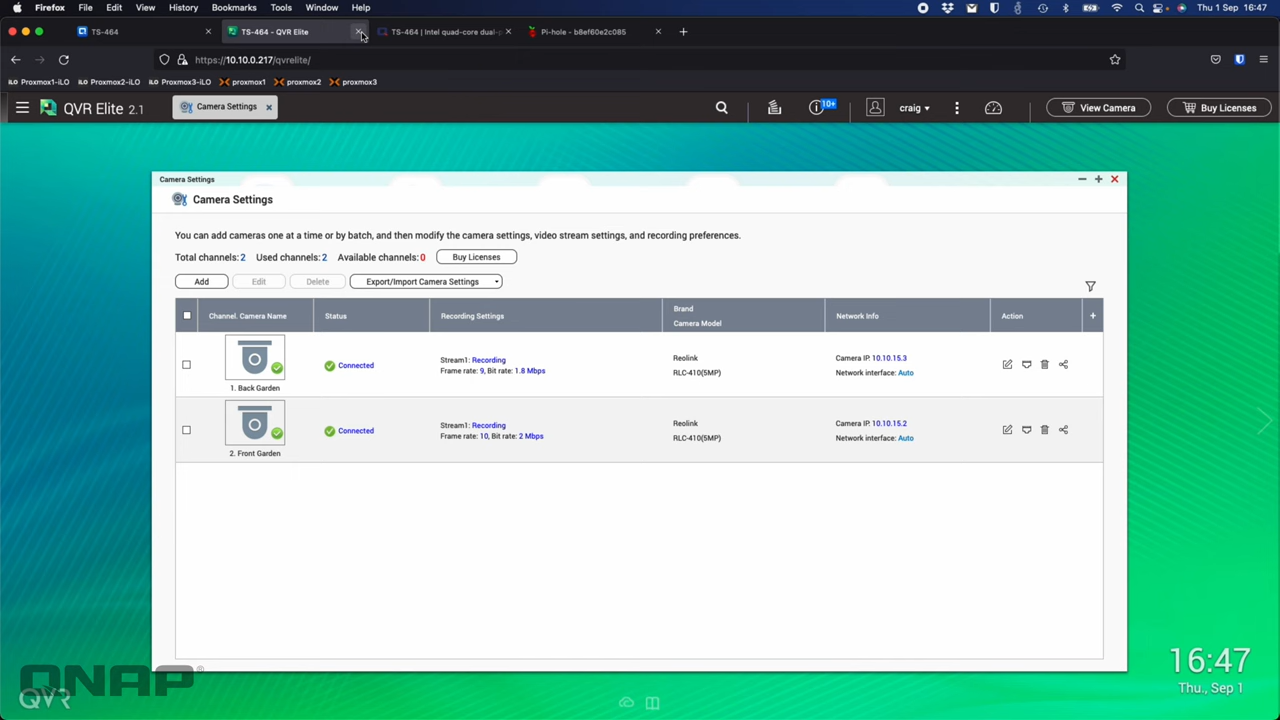 Firefox File Edit View History Bookmarks Tools Window Help Thu 1 Sep 16:47
TS-464 TS-464 - QVR Elite TS-464 | Intel quad-core dual-p Pi-hole - b8ef60e2c085
https://10.10.0.217/qvrelite/
iLO Proxmox1-iLO iLO Proxmox2-iLO iLO Proxmox3-iLO proxmox1 proxmox2 proxmox3
QVR Elite 2.1 Camera Settings 10+ craig View Camera Buy Licenses
Camera Settings
Camera Settings
You can add cameras one at a time or by batch, and then modify the camera settings, video stream settings, and recording preferences.
Total channels: 2 Used channels: 2 Available channels: 0 Buy Licenses
Add Edit Delete Export/Import Camera Settings
Channel. Camera Name Status Recording Settings Brand Camera Model Network Info Action
Connected Stream1: Recording Reolink Camera IP: 10.10.15.3
Frame rate: 9, Bit rate: 1.8 Mbps RLC-410(5MP) Network interface: Auto
1. Back Garden
Connected Stream1: Recording Reolink Camera IP: 10.10.15.2
Frame rate: 10, Bit rate: 2 Mbps RLC-410(5MP) Network interface: Auto
2. Front Garden
16:47
Thu., Sep 1
QNAP®
QVR